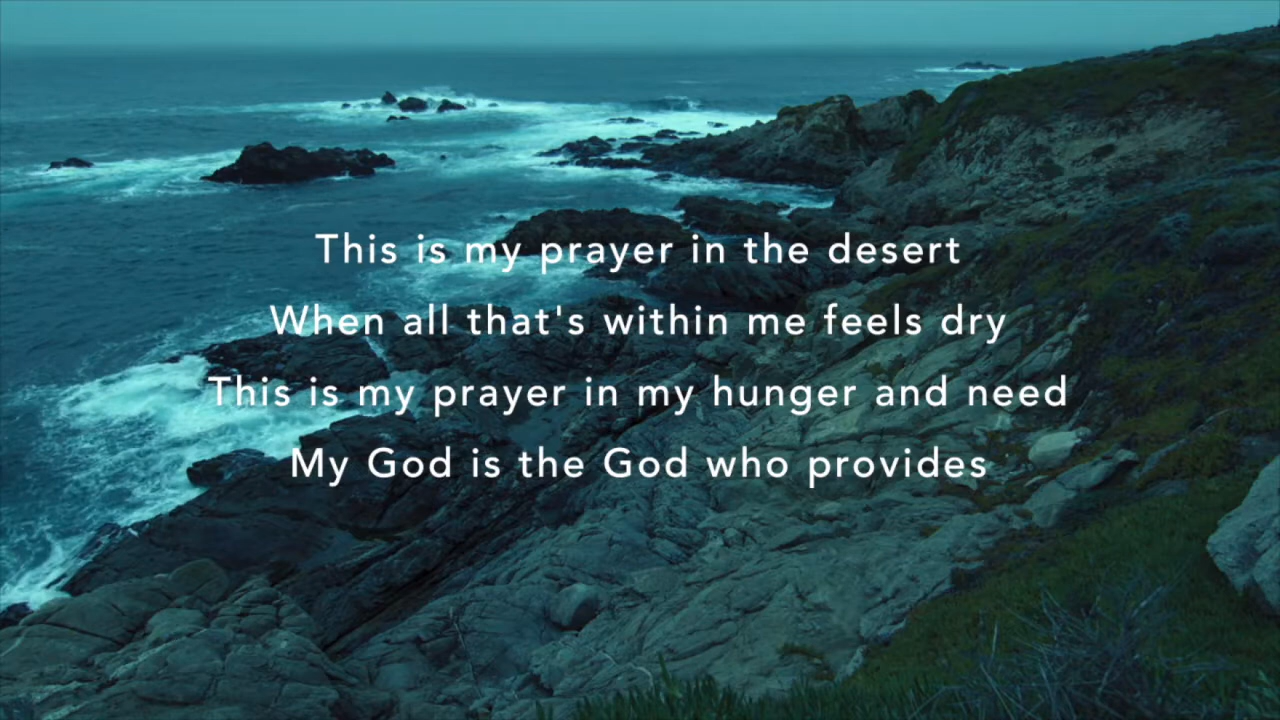 This is my prayer in the desert
When all that's within me feels dry
This is my prayer in my hunger and need
My God is the God who provides